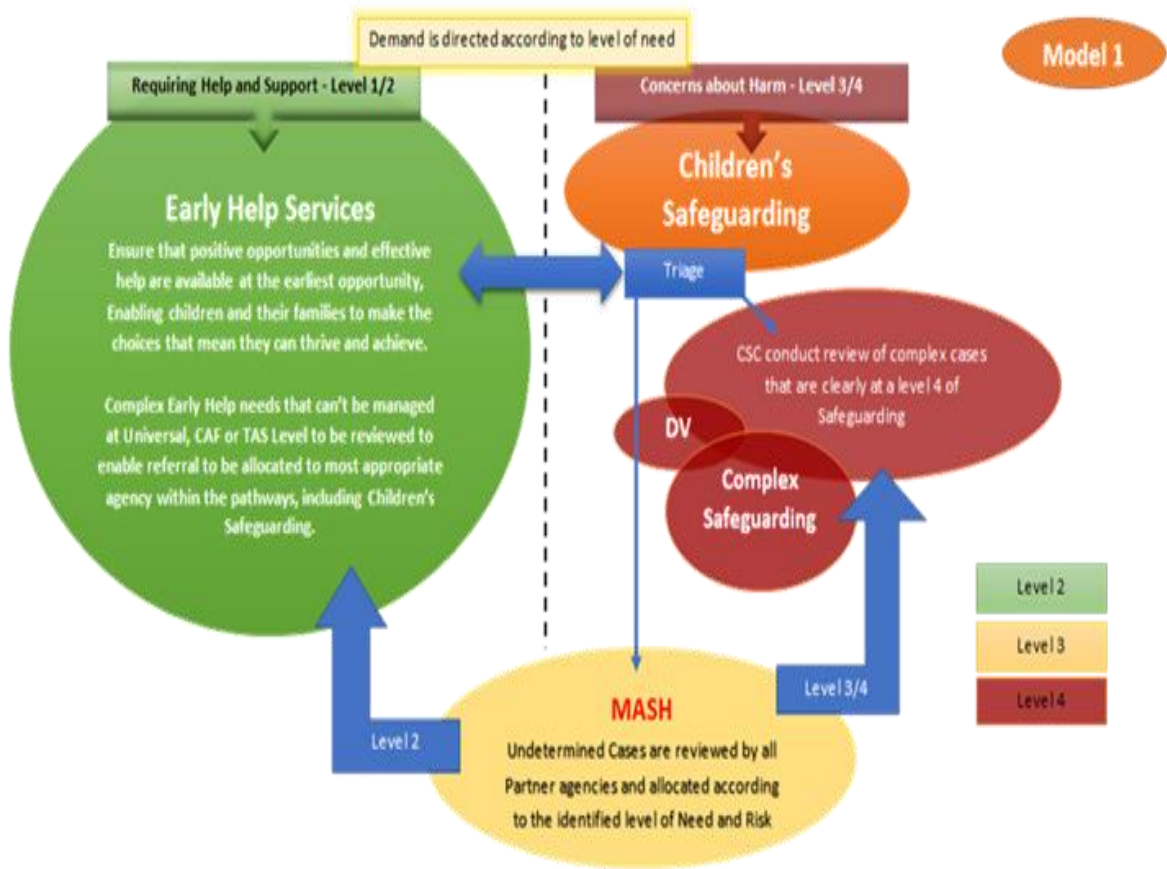 Demand is directed according to level of need
Model 1
Requiring Help and Support - Level 1/2
Concerns about Harm - Level 3/4
Early Help Services
Ensure that positive opportunities and effective
help are available at the earliest opportunity,
Enabling children and their families to make the
choices that mean they can thrive and achieve.
Complex Early Help needs that can't be managed
at Universal, CAF or TAS Level to be reviewed to
enable referral to be allocated to most appropriate
agency within the pathways, including Children's
Safeguarding.
Children's
Safeguarding
Triage
CSC conduct review of complex cases
that are clearly at a level 4 of
Safeguarding
DV
Complex
Safeguarding
Level 2
Level 3
Level 4
Level 3/4
Level 2
MASH
Undetermined Cases are reviewed by all
Partner agencies and allocated according
to the identified level of Need and Risk